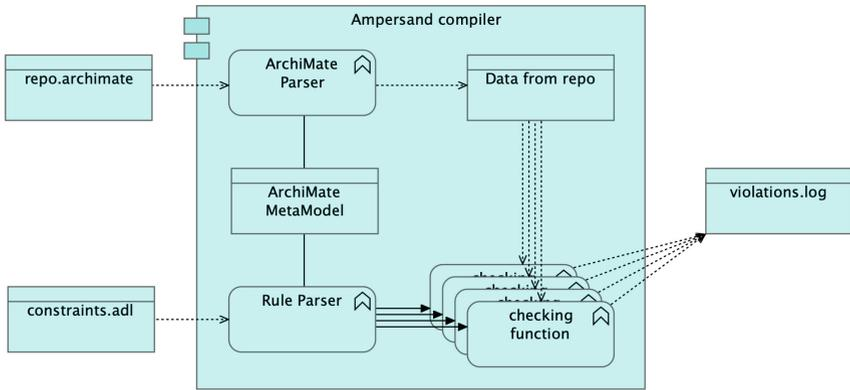 Ampersand compiler
repo.archimate
ArchiMate
Parser
Data from repo
ArchiMate
MetaModel
violations.log
constraints.adl
Rule Parser
checking
function